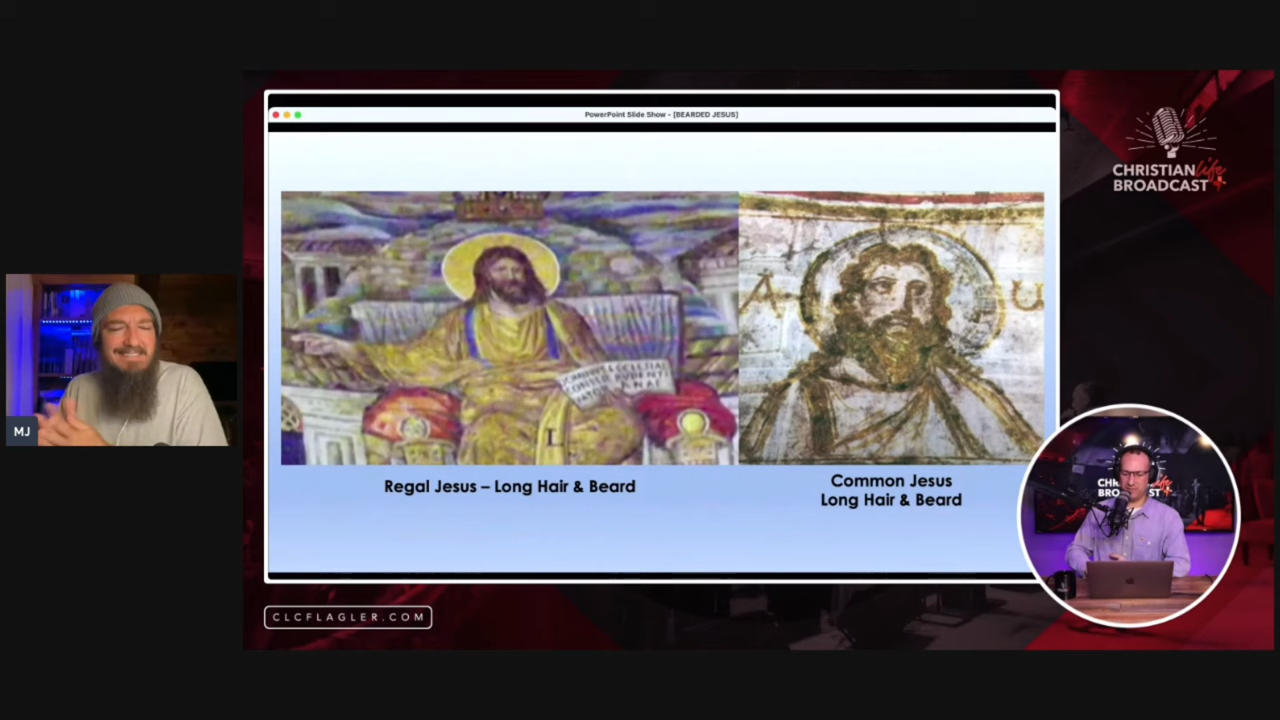 PowerPoint Slide Show - [BEARDED JESUS]
CHRISTIAN life
BROADCAST
A
Regal Jesus – Long Hair & Beard
Common Jesus
Long Hair & Beard
MJ
CLCFLAGLER.COM